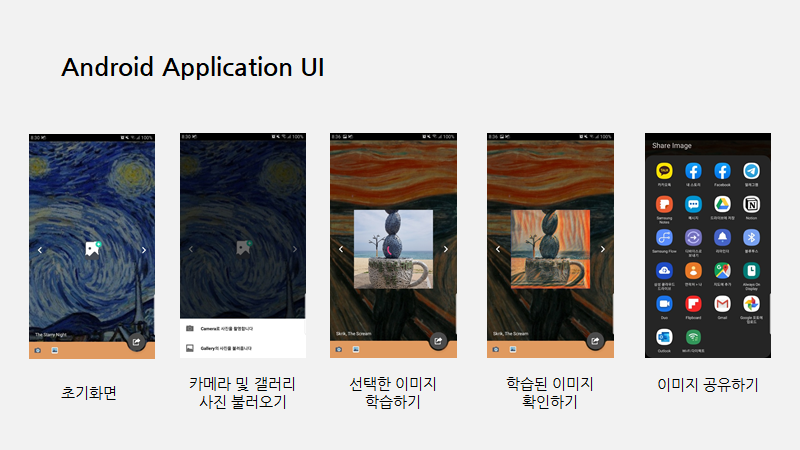 Android Application UI
8:30
100%
The Starry Night
초기화면
8:30
100%
Camera로 사진을 촬영합니다
Gallery의 사진을 불러옵니다
카메라 및 갤러리
사진 불러오기
8:36
100%
Skrik, The Scream
선택한 이미지
학습하기
8:36
100%
Skrik, The Scream
학습된 이미지
확인하기
Share Image
TALK
카카오톡
내 스토리
Facebook
텔레그램
Samsung
Notes
메시지
드라이브에 저장
Notion
Samsung Flow
디바이스로
보내기
블루투스
삼성 클라우드
드라이브
연락처 > 나
지도에 추가
Always On
Display
Duo
Flipboard
Gmail
Google 포토에
업로드
Outlook
Wi-Fi 다이렉트
이미지 공유하기